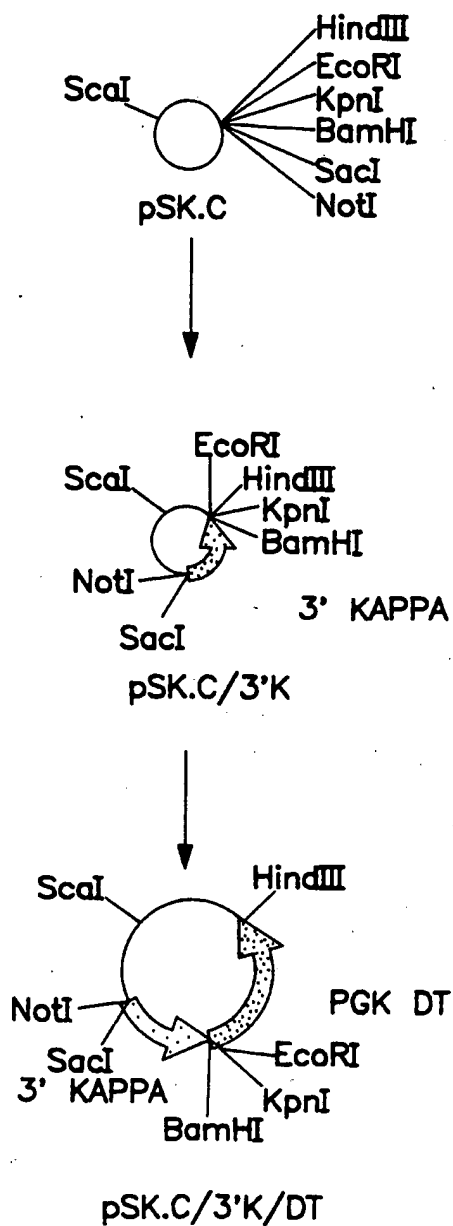 HindIII
EcoRI
ScaI
KpnI
BamHI
SacI
NotI
pSK.C
EcoRI
ScaI
HindIII
KpnI
BamHI
NotI
3' KAPPA
SacI
pSK.C/3'K
ScaI
HindIII
NotI
PGK DT
SacI
EcoRI
3' KAPPA
KpnI
BamHI
pSK.C/3'K/DT